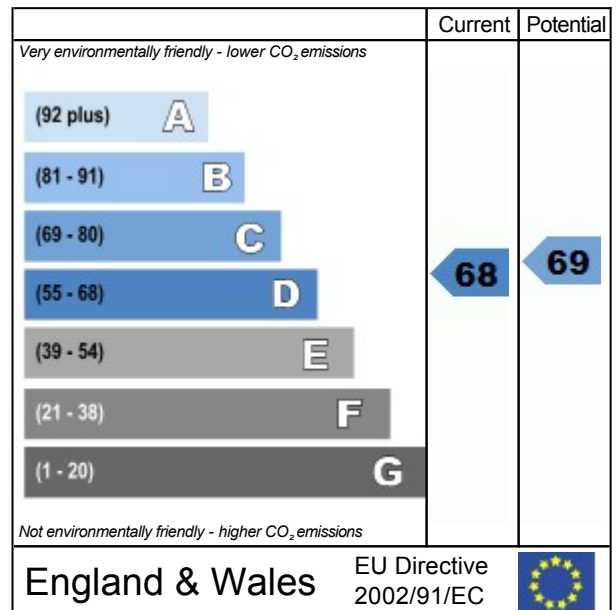 Current Potential
Very environmentally friendly - lower CO₂ emissions
(92 plus) A
(81 - 91) B
(69 - 80) C
(55 - 68) D
(39 - 54) E
(21 - 38) F
(1 - 20) G
68
69
Not environmentally friendly - higher CO₂ emissions
England & Wales
EU Directive
2002/91/EC